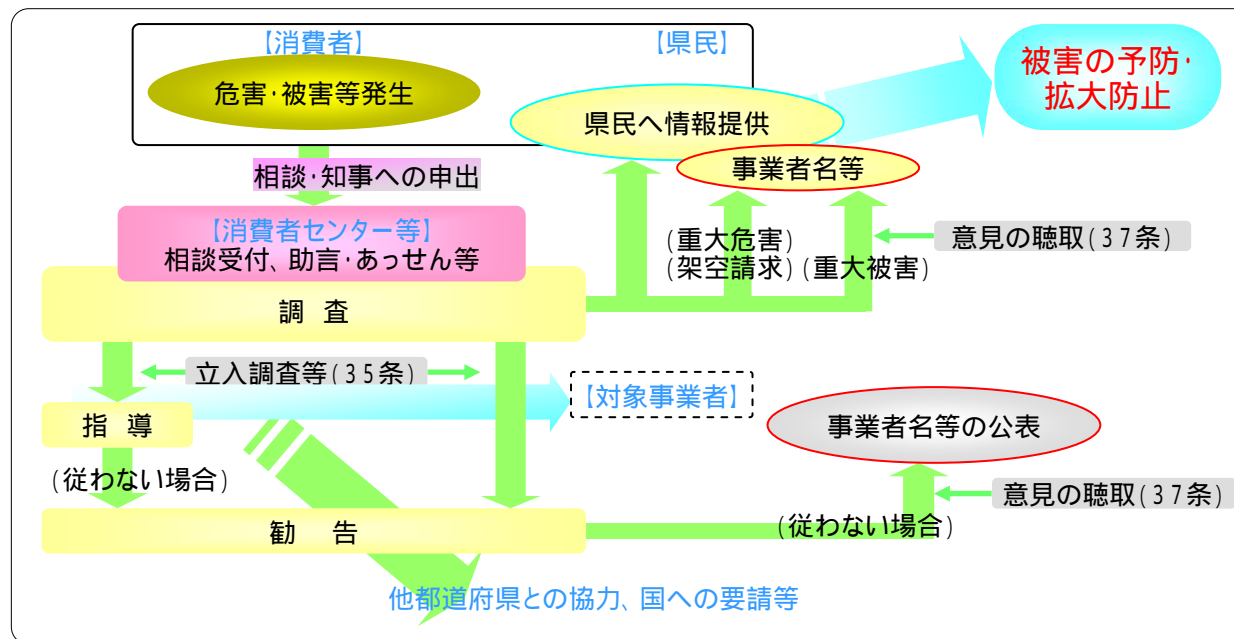 【消費者】
【県民】
危害･被害等発生
被害の予防･
拡大防止
県民へ情報提供
事業者名等
相談･知事への申出
【消費者センター等】
相談受付、助言･あっせん等
(重大危害)
(架空請求)
(重大被害)
意見の聴取(37条)
調 査
立入調査等(35条)
【対象事業者】
指 導
事業者名等の公表
(従わない場合)
意見の聴取(37条)
勧 告
(従わない場合)
他都道府県との協力、国への要請等